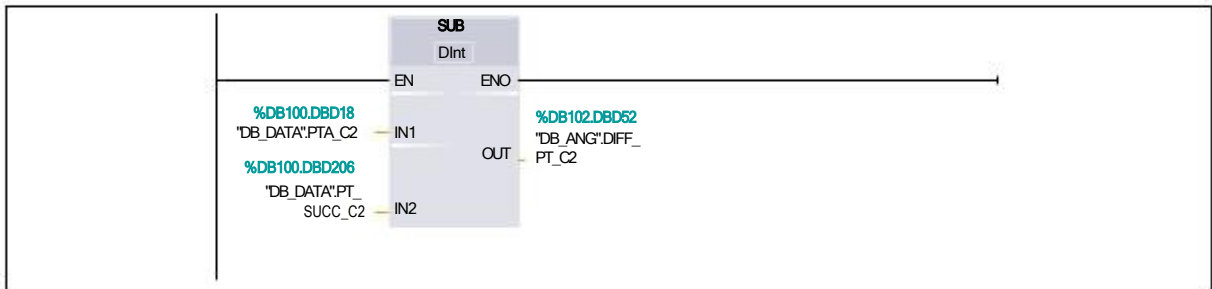 SUB
DInt
EN ENO
%DB100.DBD18
"DB_DATA".PTA_C2 IN1
%DB102.DBD52
"DB_ANG".DIFF_
OUT PT_C2
%DB100.DBD206
"DB_DATA".PT_
SUCC_C2 IN2